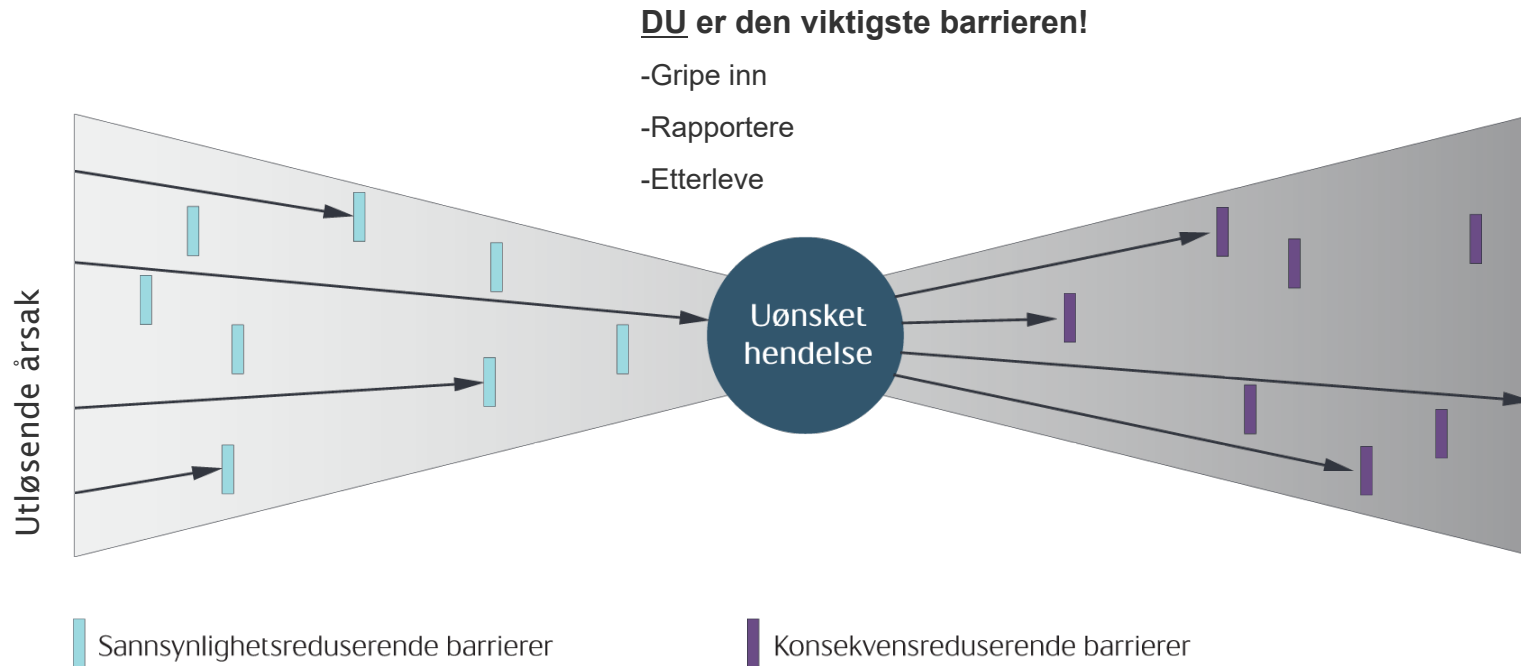 DU er den viktigste barrieren!
-Gripe inn
-Rapportere
-Etterleve
Utløsende årsak
Uønsket
hendelse
Sannsynlighetsreduserende barrierer
Konsekvensreduserende barrierer